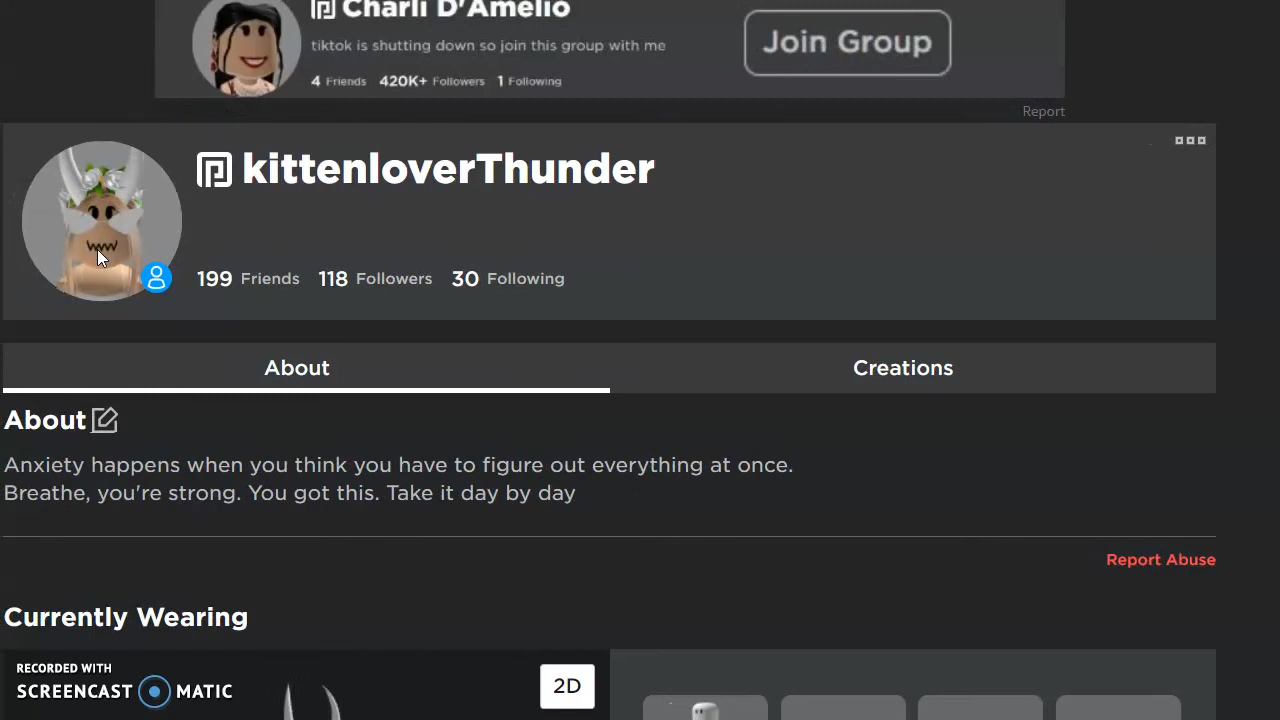 Charli D'Amelio
tiktok is shutting down so join this group with me
4 Friends 420K+ Followers 1 Following
Join Group
Report
kittenloverThunder
199 Friends 118 Followers 30 Following
About Creations
About
Anxiety happens when you think you have to figure out everything at once.
Breathe, you're strong. You got this. Take it day by day
Report Abuse
Currently Wearing
RECORDED WITH
SCREENCAST MATIC
2D